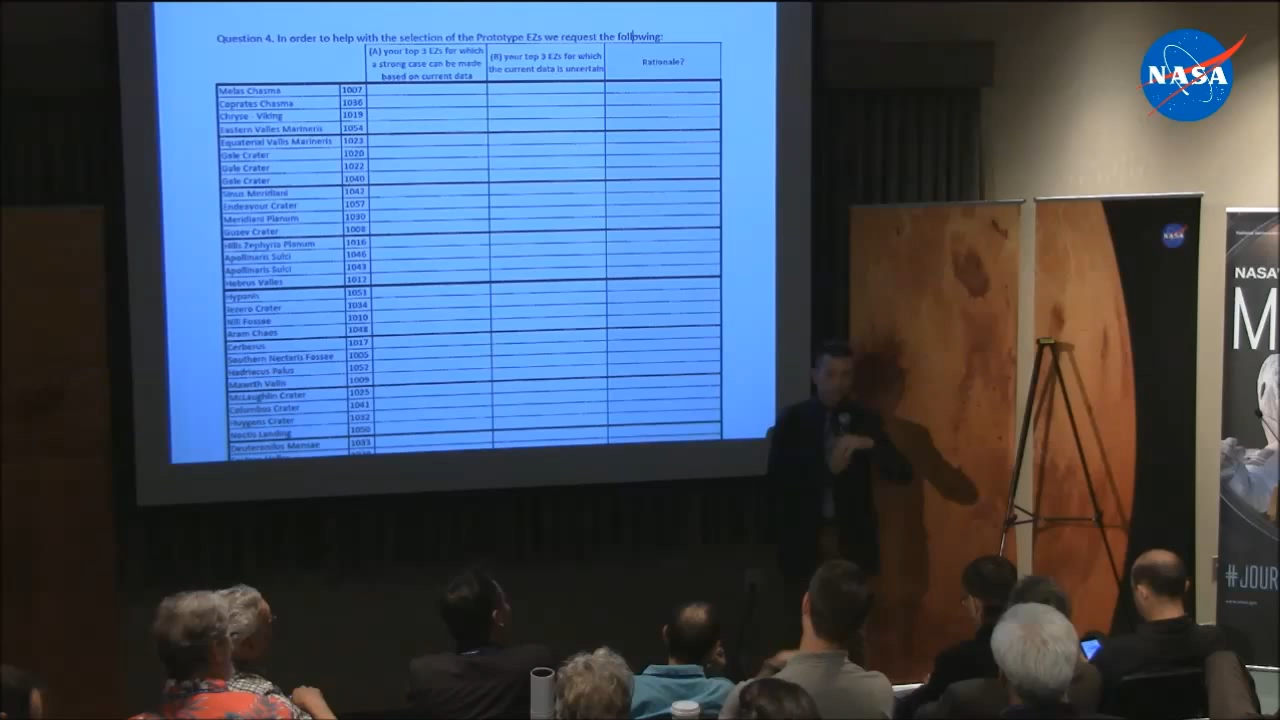 Question 4. In order to help with the selection of the Prototype EZs we request the following:
(A) your top 3 EZs for which a strong case can be made based on current data
(B) your top 3 EZs for which the current data is uncertain
Rationale?
Melas Chasma 1007
Coprates Chasma 1036
Chryse - Viking 1019
Eastern Valles Marineris 1054
Equatorial Vallis Marineris 1023
Gale Crater 1020
Gale Crater 1022
Gale Crater 1040
Sinus Meridiani 1042
Endeavour Crater 1057
Meridiani Planum 1030
Gusev Crater 1008
Hills Zephyria Planum 1016
Apollinaris Sulci 1046
Apollinaris Sulci 1043
Hebrus Valles 1012
Hypanis 1051
Jezero Crater 1034
Nili Fossae 1010
Aram Chaos 1048
Cerberus 1017
Southern Nectaris Fossae 1005
Hadriacus Palus 1052
Mawrth Vallis 1009
McLaughlin Crater 1025
Columbus Crater 1041
Huygens Crater 1032
Noctis Landing 1050
Deuteronilus Mensae 1033
NASA
NASA
NASA'
M
#JOUR